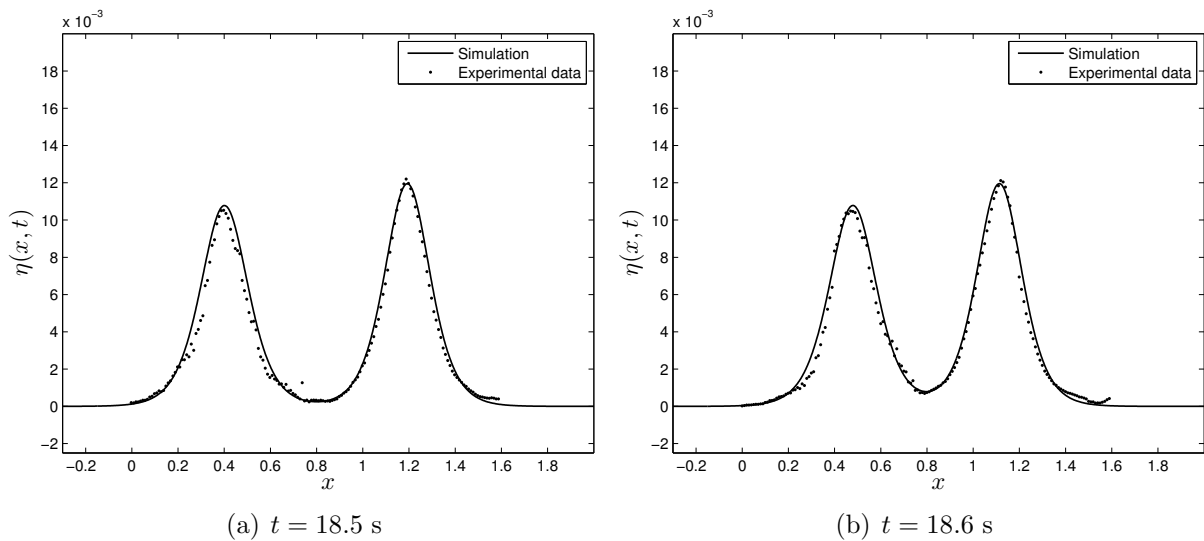 x 10⁻³
18
16
14
12
10
8
6
4
2
0
−2
η(x, t)
Simulation
Experimental data
−0.2 0 0.2 0.4 0.6 0.8 1 1.2 1.4 1.6 1.8
x
(a) t = 18.5 s
x 10⁻³
18
16
14
12
10
8
6
4
2
0
−2
η(x, t)
Simulation
Experimental data
−0.2 0 0.2 0.4 0.6 0.8 1 1.2 1.4 1.6 1.8
x
(b) t = 18.6 s